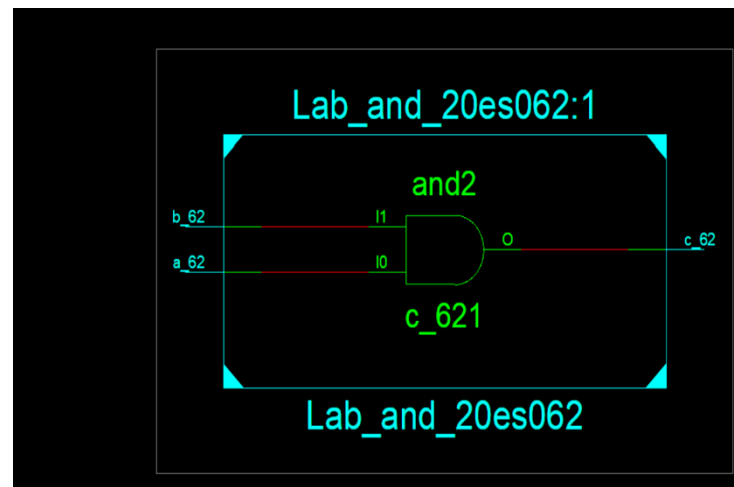 Lab_and_20es062:1
and2
b_62
I1
O
c_62
a_62
I0
c_621
Lab_and_20es062